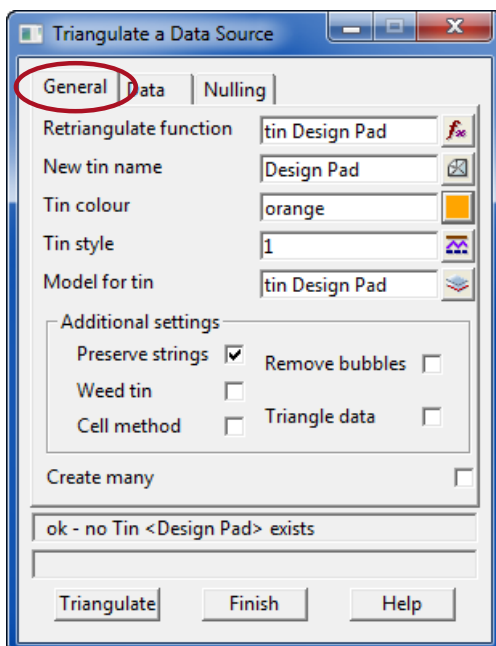 Triangulate a Data Source
General Data Nulling
Retriangulate function tin Design Pad
New tin name Design Pad
Tin colour orange
Tin style 1
Model for tin tin Design Pad
Additional settings
Preserve strings Remove bubbles
Weed tin
Cell method Triangle data
Create many
ok - no Tin <Design Pad> exists
Triangulate Finish Help